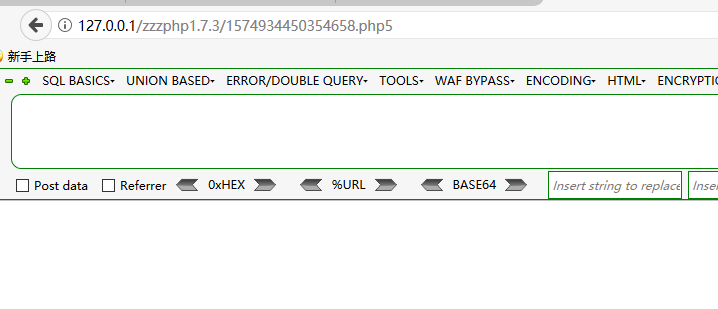 127.0.0.1/zzzphp1.7.3/1574934450354658.php5
新手上路
SQL BASICS UNION BASED ERROR/DOUBLE QUERY TOOLS WAF BYPASS ENCODING HTML ENCRYPTIO
Post data Referrer 0xHEX %URL BASE64 Insert string to replace Inser